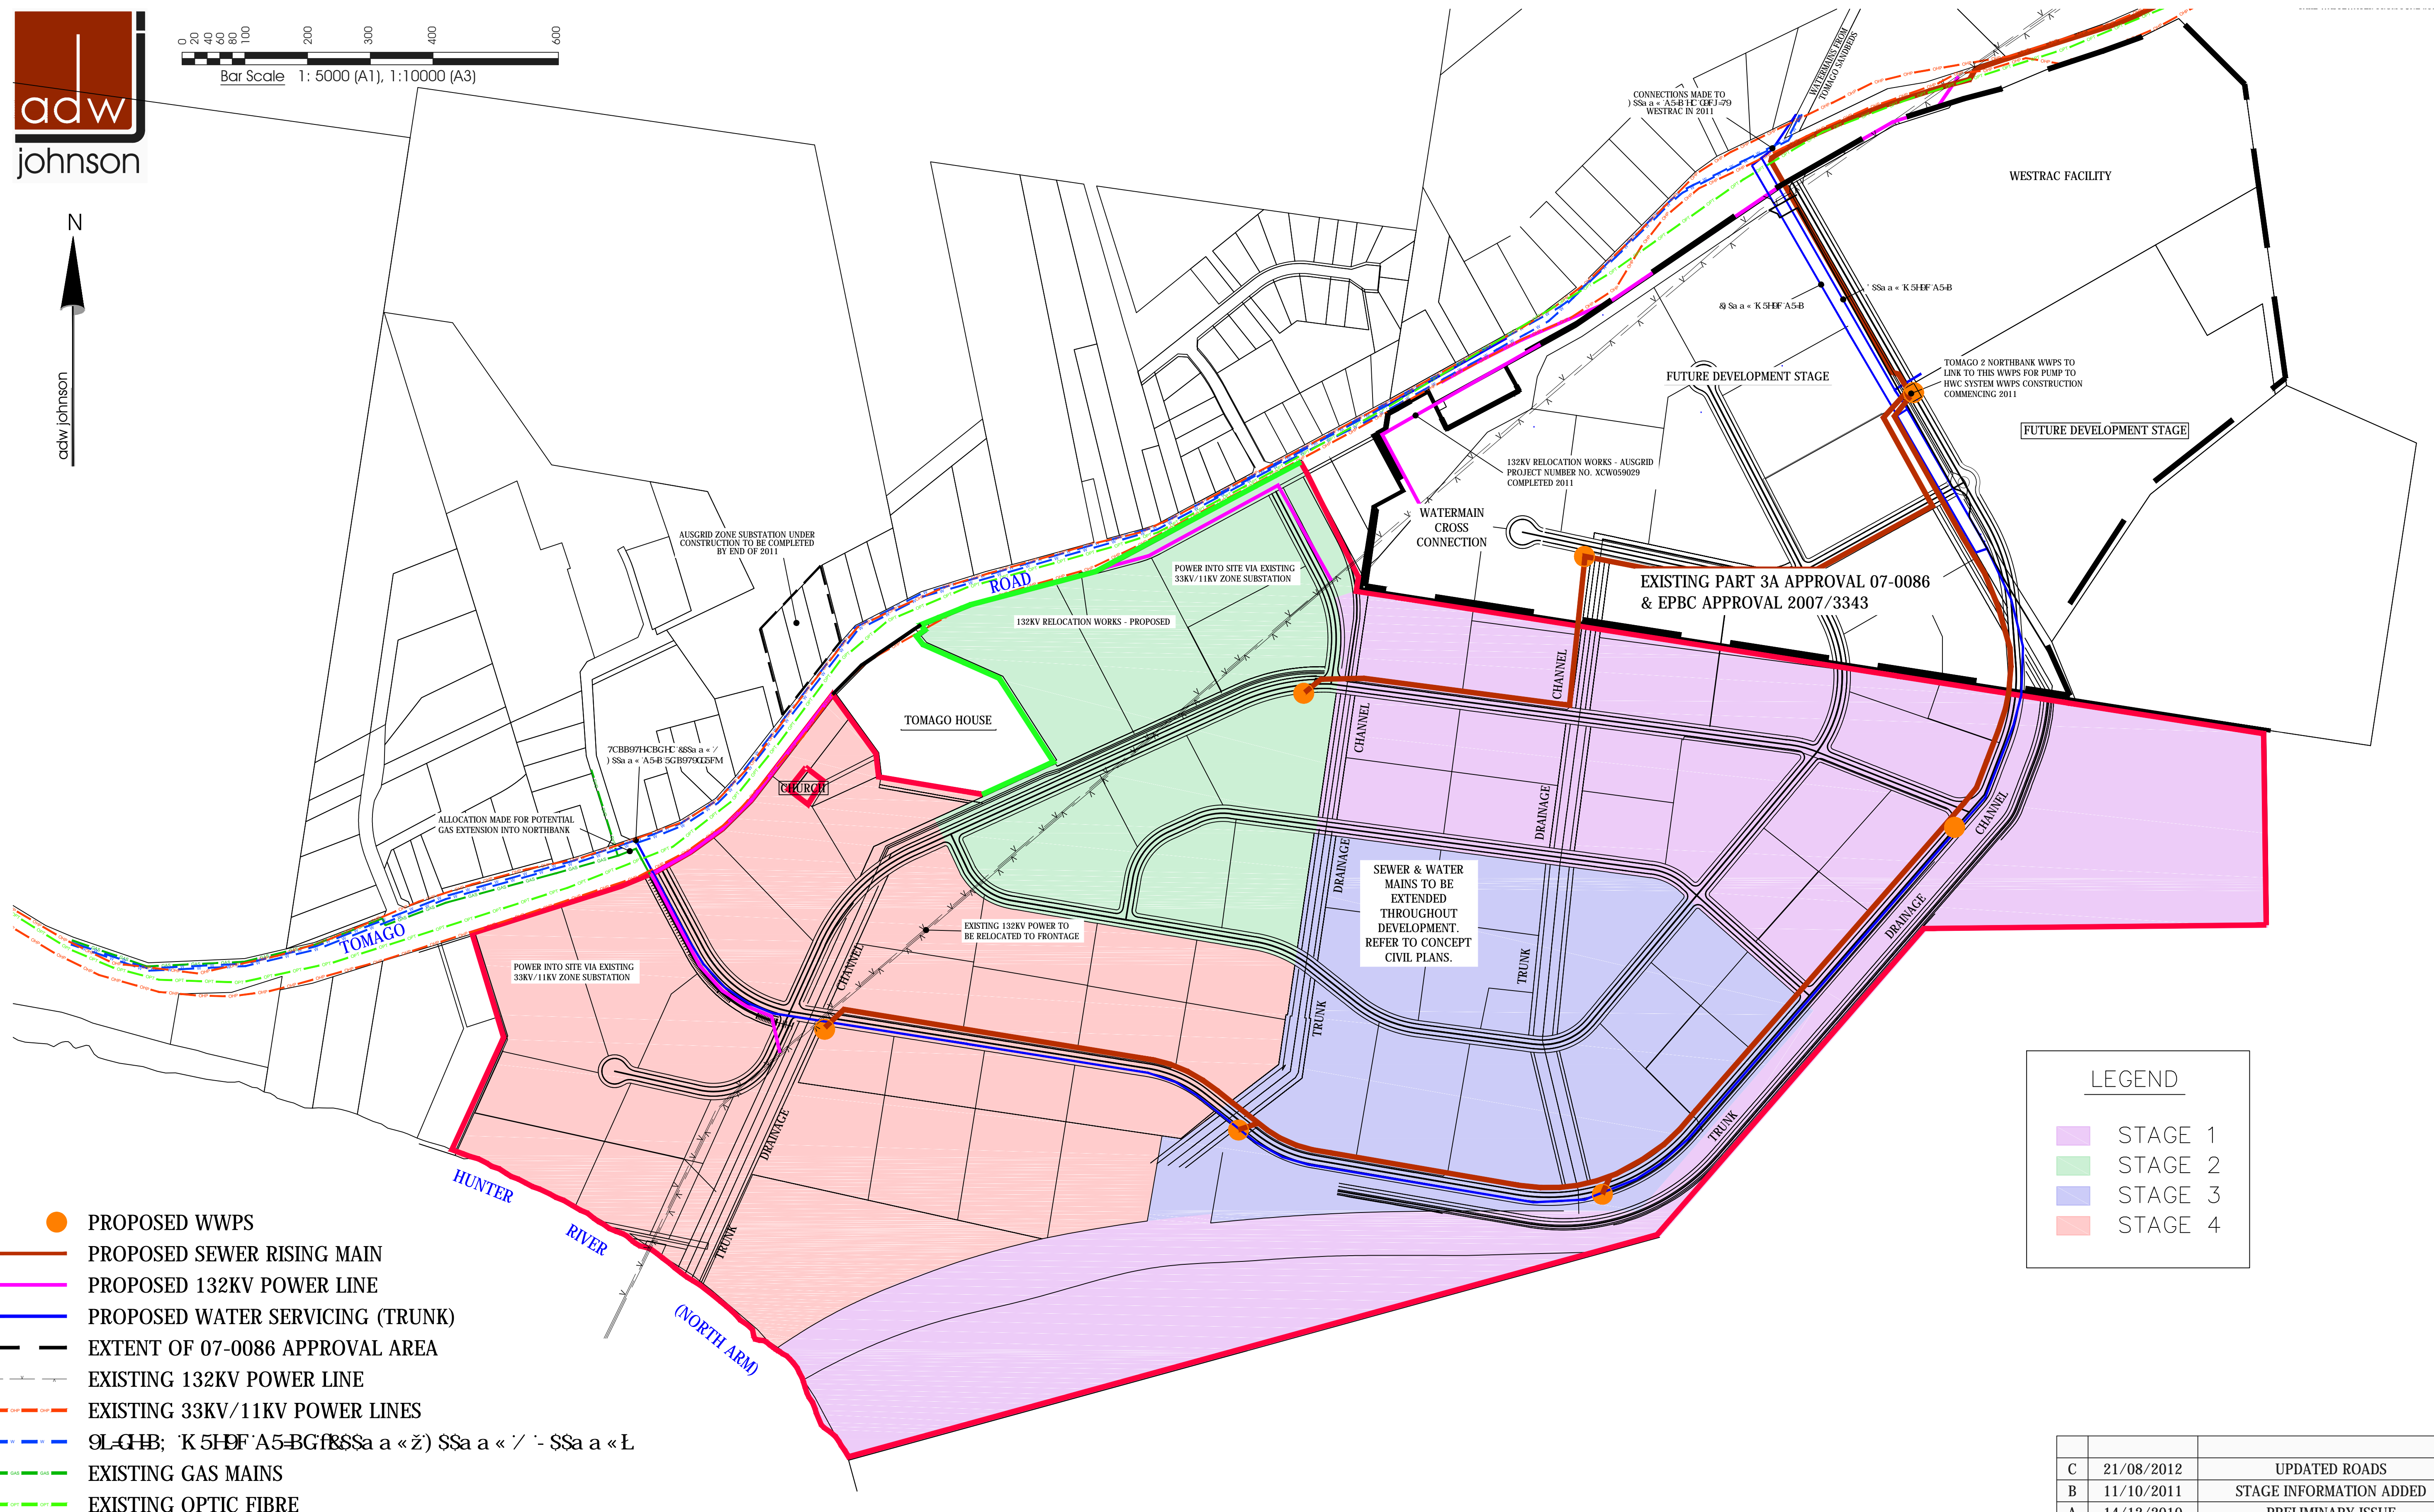 adw
johnson
0 20 40 60 80 100 200 300 400 600
Bar Scale 1: 5000 (A1), 1:10000 (A3)
N
adw johnson
WATERMAINS FROM
TOMAGO SANDBEDS
CONNECTIONS MADE TO
WESTRAC IN 2011
WESTRAC FACILITY
FUTURE DEVELOPMENT STAGE
TOMAGO 2 NORTHBANK WWPS TO
LINK TO THIS WWPS FOR PUMP TO
HWC SYSTEM WWPS CONSTRUCTION
COMMENCING 2011
FUTURE DEVELOPMENT STAGE
132KV RELOCATION WORKS - AUSGRID
PROJECT NUMBER NO. XCW059029
COMPLETED 2011
WATERMAIN
CROSS
CONNECTION
AUSGRID ZONE SUBSTATION UNDER
CONSTRUCTION TO BE COMPLETED
BY END OF 2011
ROAD
POWER INTO SITE VIA EXISTING
33KV/11KV ZONE SUBSTATION
EXISTING PART 3A APPROVAL 07-0086
& EPBC APPROVAL 2007/3343
132KV RELOCATION WORKS - PROPOSED
TOMAGO HOUSE
CHANNEL
CHANNEL
CHURCH
ALLOCATION MADE FOR POTENTIAL
GAS EXTENSION INTO NORTHBANK
DRAINAGE
DRAINAGE
CHANNEL
DRAINAGE
SEWER & WATER
MAINS TO BE
EXTENDED
THROUGHOUT
DEVELOPMENT.
REFER TO CONCEPT
CIVIL PLANS.
TOMAGO
EXISTING 132KV POWER TO
BE RELOCATED TO FRONTAGE
POWER INTO SITE VIA EXISTING
33KV/11KV ZONE SUBSTATION
CHANNEL
TRUNK
TRUNK
DRAINAGE
TRUNK
TRUNK
HUNTER
RIVER
(NORTH ARM)
LEGEND
STAGE 1
STAGE 2
STAGE 3
STAGE 4
PROPOSED WWPS
PROPOSED SEWER RISING MAIN
PROPOSED 132KV POWER LINE
PROPOSED WATER SERVICING (TRUNK)
EXTENT OF 07-0086 APPROVAL AREA
EXISTING 132KV POWER LINE
EXISTING 33KV/11KV POWER LINES
EXISTING GAS MAINS
EXISTING OPTIC FIBRE
C 21/08/2012 UPDATED ROADS
B 11/10/2011 STAGE INFORMATION ADDED
A 14/12/2010 PRELIMINARY ISSUE